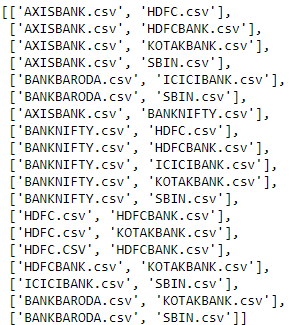 [['AXISBANK.csv', 'HDFC.csv'],
['AXISBANK.csv', 'HDFCBANK.csv'],
['AXISBANK.csv', 'KOTAKBANK.csv'],
['AXISBANK.csv', 'SBIN.csv'],
['BANKBARODA.csv', 'ICICIBANK.csv'],
['BANKBARODA.csv', 'SBIN.csv'],
['AXISBANK.csv', 'BANKNIFTY.csv'],
['BANKNIFTY.csv', 'HDFC.csv'],
['BANKNIFTY.csv', 'HDFCBANK.csv'],
['BANKNIFTY.csv', 'ICICIBANK.csv'],
['BANKNIFTY.csv', 'KOTAKBANK.csv'],
['BANKNIFTY.csv', 'SBIN.csv'],
['HDFC.csv', 'HDFCBANK.csv'],
['HDFC.csv', 'KOTAKBANK.csv'],
['HDFC.CSV', 'HDFCBANK.csv'],
['HDFCBANK.csv', 'KOTAKBANK.csv'],
['ICICIBANK.csv', 'SBIN.csv'],
['BANKBARODA.csv', 'KOTAKBANK.csv'],
['BANKBARODA.csv', 'SBIN.csv']]